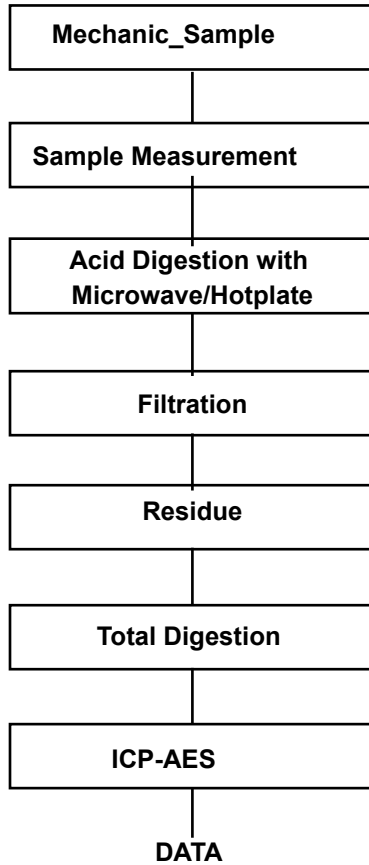 Mechanic_Sample
Sample Measurement
Acid Digestion with
Microwave/Hotplate
Filtration
Residue
Total Digestion
ICP-AES
DATA